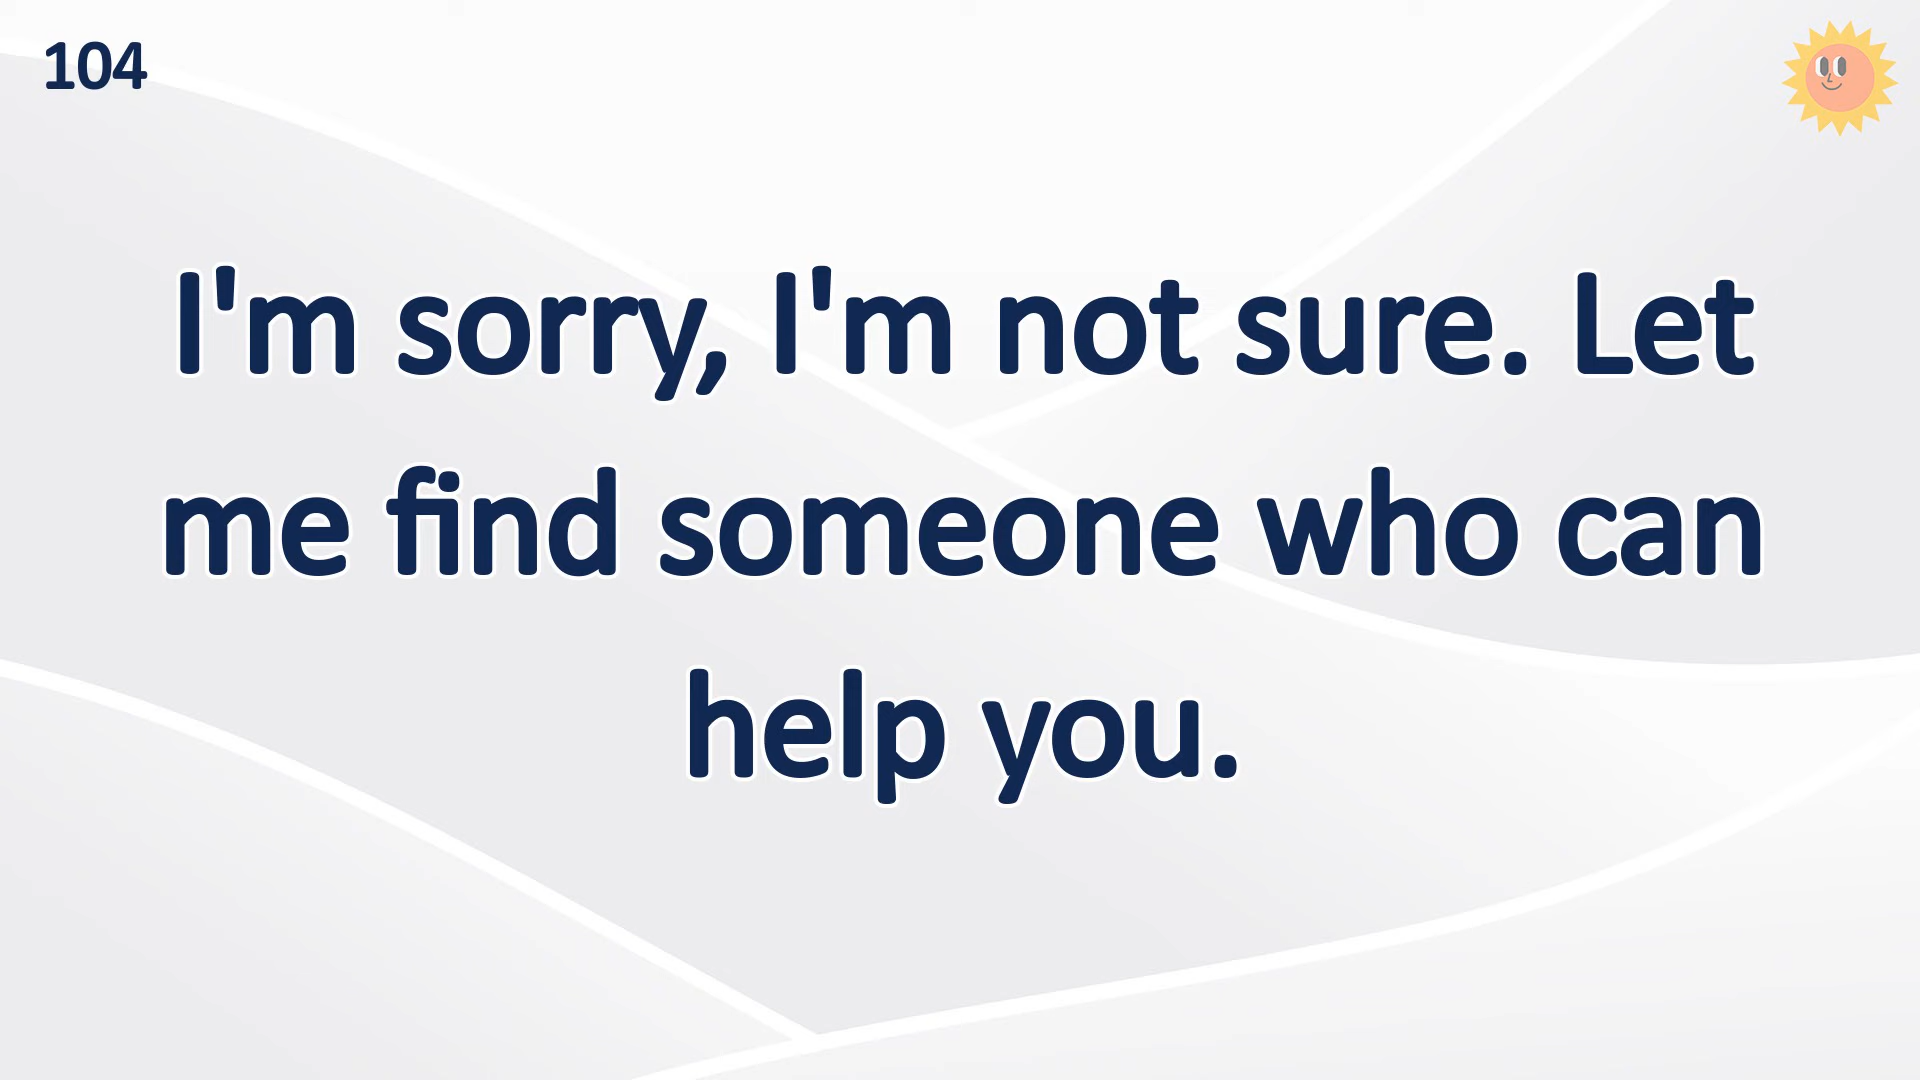 104
I'm sorry, I'm not sure. Let
me find someone who can
help you.